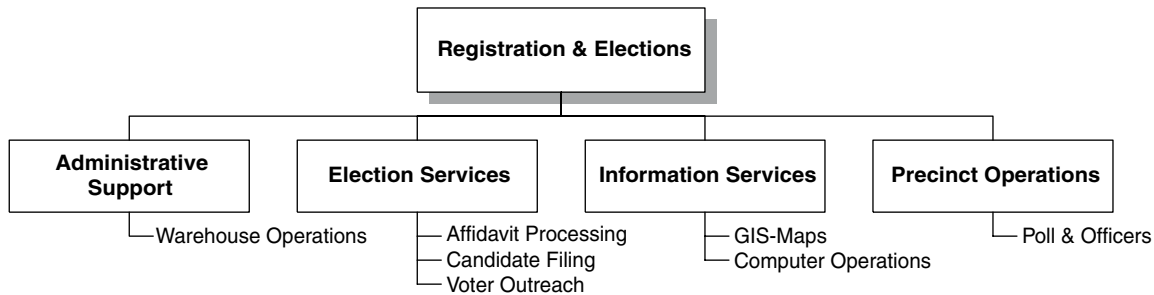 Registration & Elections
Administrative
Support
Election Services
Information Services
Precinct Operations
Warehouse Operations
Affidavit Processing
Candidate Filing
Voter Outreach
GIS-Maps
Computer Operations
Poll & Officers